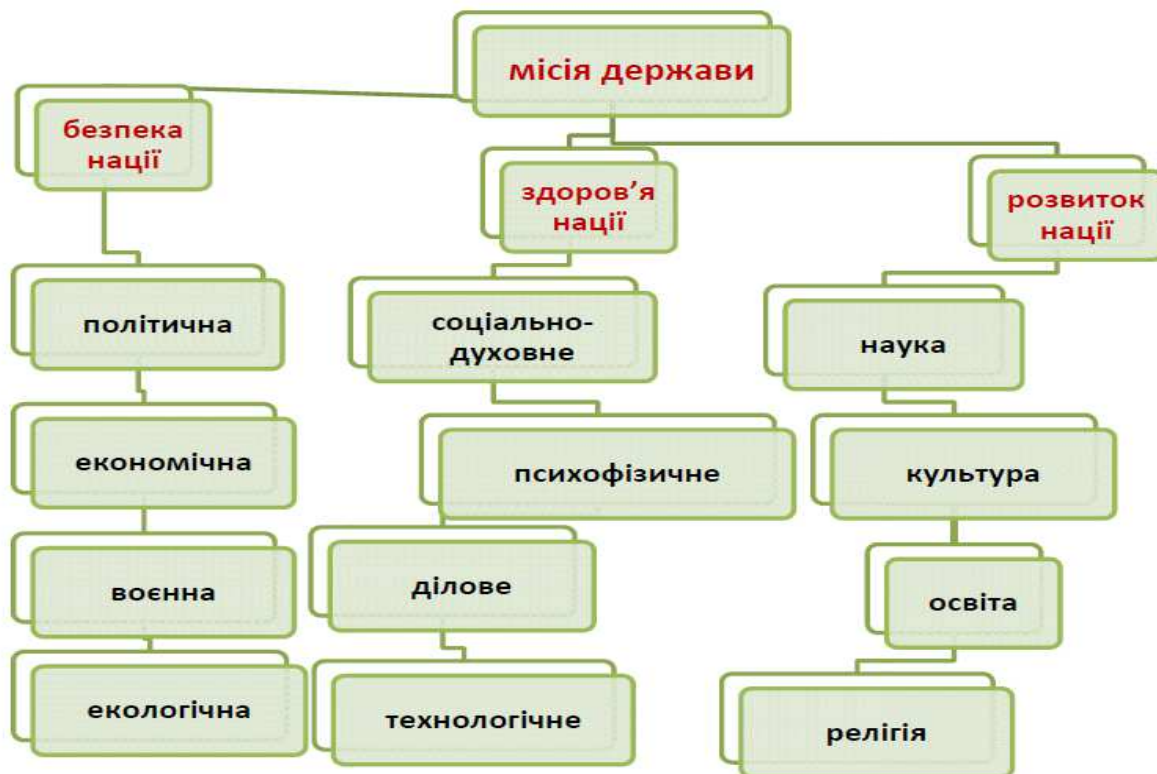 місія держави
безпека
нації
здоров’я
нації
розвиток
нації
політична
соціально-
духовне
наука
економічна
психофізичне
культура
воєнна
ділове
освіта
екологічна
технологічне
релігія